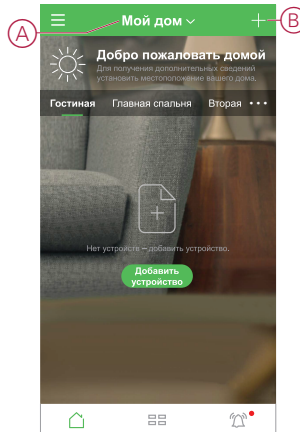 Мой дом
A
B
Добро пожаловать домой
Для получения дополнительных сведений
установить местоположение вашего дома.
Гостиная Главная спальня Вторая •••
Нет устройств – добавить устройство.
Добавить
устройство